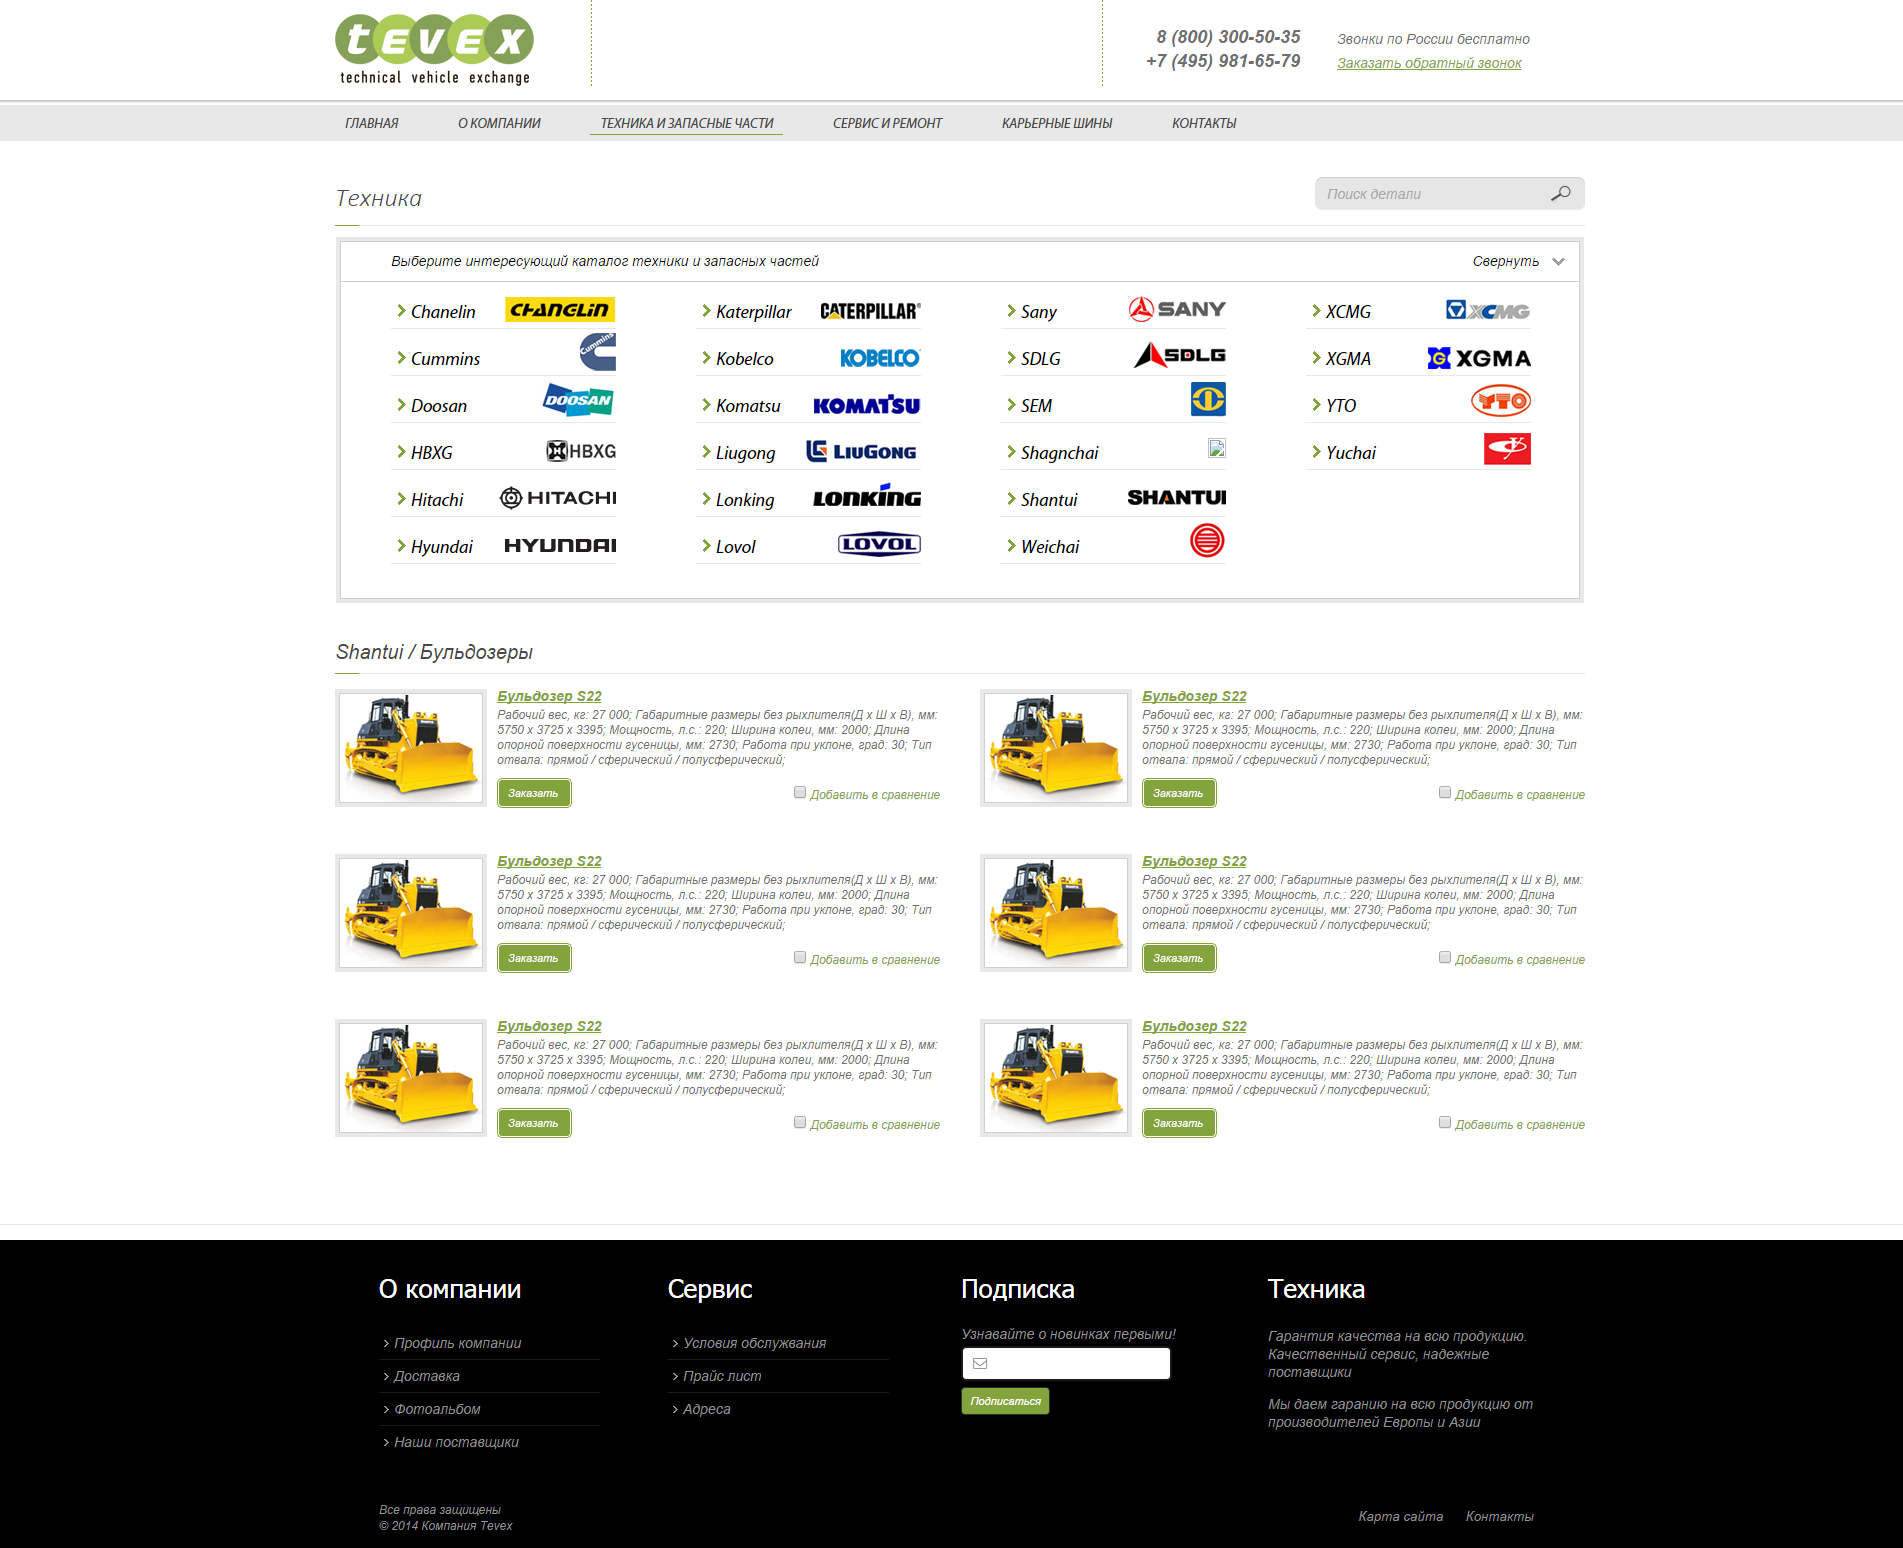 tevex
technical vehicle exchange
8 (800) 300-50-35
+7 (495) 981-65-79
Звонки по России бесплатно
Заказать обратный звонок
ГЛАВНАЯ
О КОМПАНИИ
ТЕХНИКА И ЗАПАСНЫЕ ЧАСТИ
СЕРВИС И РЕМОНТ
КАРЬЕРНЫЕ ШИНЫ
КОНТАКТЫ
Техника
Поиск детали
Выберите интересующий каталог техники и запасных частей
Свернуть
Chanelin CHANGLIN
Cummins Cummins
Doosan DOOSAN
HBXG HBXG
Hitachi HITACHI
Hyundai HYUNDAI
Katerpillar CATERPILLAR®
Kobelco KOBELCO
Komatsu KOMATSU
Liugong LIUGONG
Lonking LONKING
Lovol LOVOL
Sany SANY
SDLG SDLG
SEM
Shagnchai
Shantui SHANTUI
Weichai
XCMG XCMG
XGMA XGMA
YTO YTO
Yuchai
Shantui / Бульдозеры
Бульдозер S22
Рабочий вес, кг: 27 000; Габаритные размеры без рыхлителя(Д х Ш х В), мм:
5750 х 3725 х 3395; Мощность, л.с.: 220; Ширина колеи, мм: 2000; Длина
опорной поверхности гусеницы, мм: 2730; Работа при уклоне, град: 30; Тип
отвала: прямой / сферический / полусферический;
Заказать
Добавить в сравнение
Бульдозер S22
Рабочий вес, кг: 27 000; Габаритные размеры без рыхлителя(Д х Ш х В), мм:
5750 х 3725 х 3395; Мощность, л.с.: 220; Ширина колеи, мм: 2000; Длина
опорной поверхности гусеницы, мм: 2730; Работа при уклоне, град: 30; Тип
отвала: прямой / сферический / полусферический;
Заказать
Добавить в сравнение
Бульдозер S22
Рабочий вес, кг: 27 000; Габаритные размеры без рыхлителя(Д х Ш х В), мм:
5750 х 3725 х 3395; Мощность, л.с.: 220; Ширина колеи, мм: 2000; Длина
опорной поверхности гусеницы, мм: 2730; Работа при уклоне, град: 30; Тип
отвала: прямой / сферический / полусферический;
Заказать
Добавить в сравнение
Бульдозер S22
Рабочий вес, кг: 27 000; Габаритные размеры без рыхлителя(Д х Ш х В), мм:
5750 х 3725 х 3395; Мощность, л.с.: 220; Ширина колеи, мм: 2000; Длина
опорной поверхности гусеницы, мм: 2730; Работа при уклоне, град: 30; Тип
отвала: прямой / сферический / полусферический;
Заказать
Добавить в сравнение
Бульдозер S22
Рабочий вес, кг: 27 000; Габаритные размеры без рыхлителя(Д х Ш х В), мм:
5750 х 3725 х 3395; Мощность, л.с.: 220; Ширина колеи, мм: 2000; Длина
опорной поверхности гусеницы, мм: 2730; Работа при уклоне, град: 30; Тип
отвала: прямой / сферический / полусферический;
Заказать
Добавить в сравнение
Бульдозер S22
Рабочий вес, кг: 27 000; Габаритные размеры без рыхлителя(Д х Ш х В), мм:
5750 х 3725 х 3395; Мощность, л.с.: 220; Ширина колеи, мм: 2000; Длина
опорной поверхности гусеницы, мм: 2730; Работа при уклоне, град: 30; Тип
отвала: прямой / сферический / полусферический;
Заказать
Добавить в сравнение
О компании
Профиль компании
Доставка
Фотоальбом
Наши поставщики
Сервис
Условия обслужвания
Прайс лист
Адреса
Подписка
Узнавайте о новинках первыми!
Подписаться
Техника
Гарантия качества на всю продукцию.
Качественный сервис, надежные
поставщики
Мы даем гаранию на всю продукцию от
производителей Европы и Азии
Все права защищены
© 2014 Компания Tevex
Карта сайта
Контакты